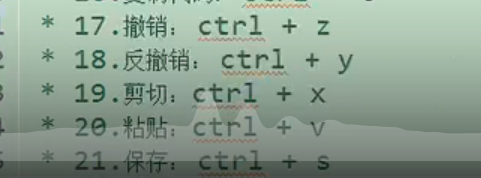 * 17.撤销：ctrl + z
* 18.反撤销：ctrl + y
* 19.剪切：ctrl + x
* 20.粘贴：ctrl + v
* 21.保存：ctrl + s